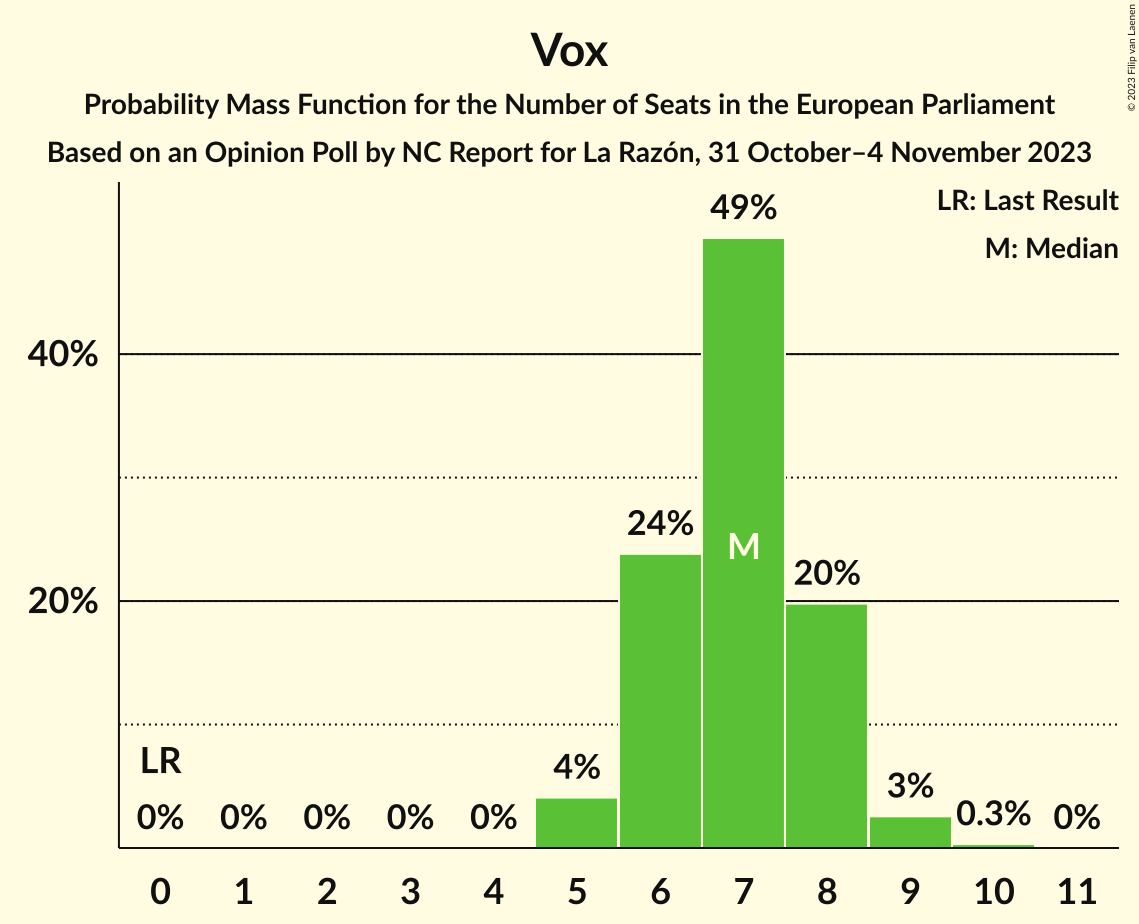 © 2023 Filip van Laenen
Vox
Probability Mass Function for the Number of Seats in the European Parliament
Based on an Opinion Poll by NC Report for La Razón, 31 October–4 November 2023
LR: Last Result
M: Median
49%
40%
24%
M
20%
20%
LR
4%
3%
0% 0% 0% 0% 0% 0.3% 0%
0 1 2 3 4 5 6 7 8 9 10 11